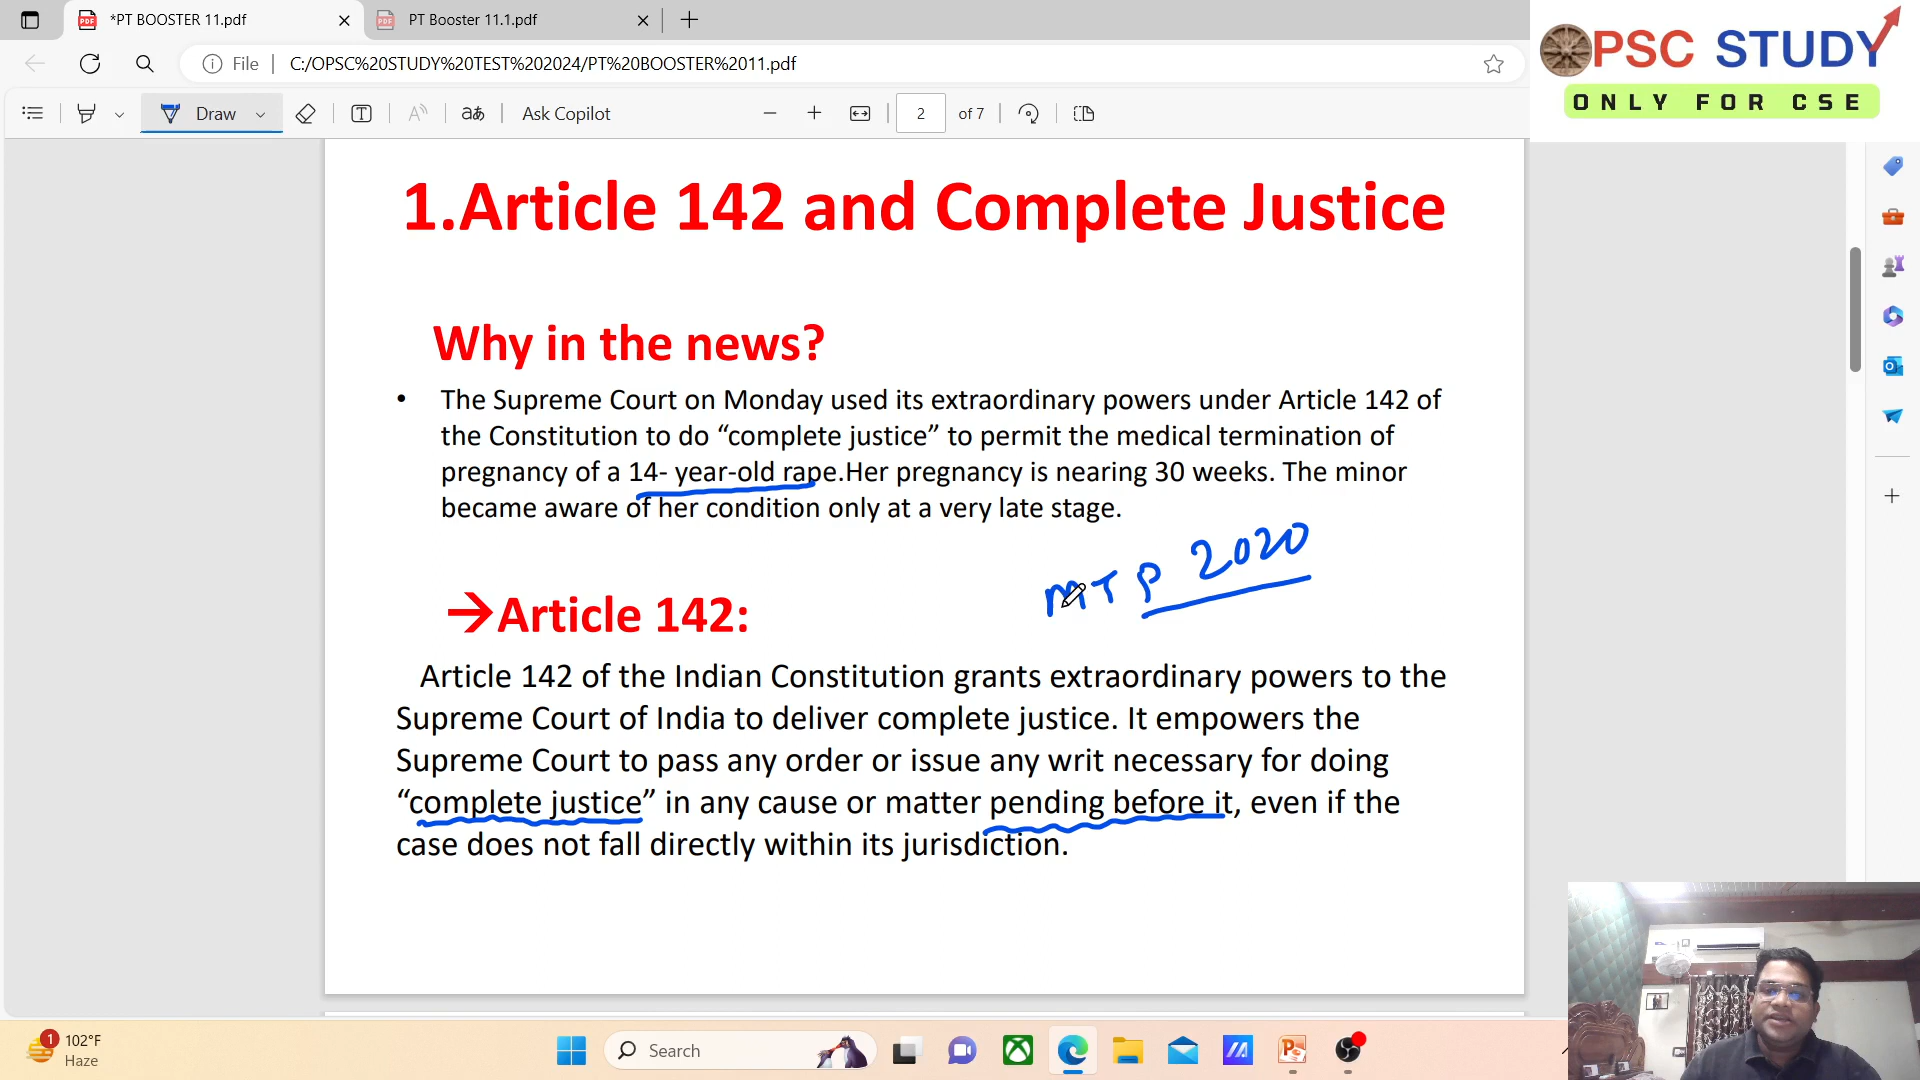 *PT BOOSTER 11.pdf
PT Booster 11.1.pdf
File
C:/OPSC%20STUDY%20TEST%202024/PT%20BOOSTER%2011.pdf
PSC STUDY
ONLY FOR CSE
Draw
aあ
Ask Copilot
2 of 7
1.Article 142 and Complete Justice
Why in the news?
• The Supreme Court on Monday used its extraordinary powers under Article 142 of
the Constitution to do “complete justice” to permit the medical termination of
pregnancy of a 14- year-old rape.Her pregnancy is nearing 30 weeks. The minor
became aware of her condition only at a very late stage.
MTP 2020
→Article 142:
Article 142 of the Indian Constitution grants extraordinary powers to the
Supreme Court of India to deliver complete justice. It empowers the
Supreme Court to pass any order or issue any writ necessary for doing
“complete justice” in any cause or matter pending before it, even if the
case does not fall directly within its jurisdiction.
1
102°F
Haze
Search